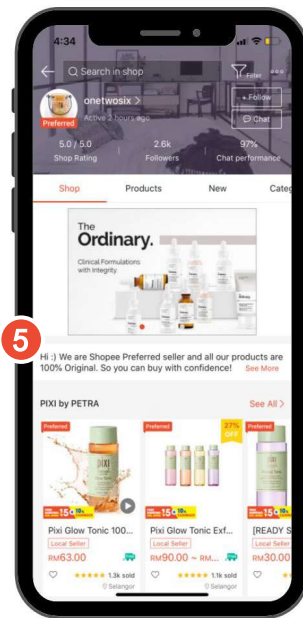 4:34
Search in shop
Filter
onetwosix >
Active 2 hours ago
+ Follow
Chat
Preferred
5.0 / 5.0
2.6k
97%
Shop Rating
Followers
Chat performance
Shop
Products
New
Categ
The
Ordinary.
Clinical Formulations
with Integrity.
5
Hi :) We are Shopee Preferred seller and all our products are
100% Original. So you can buy with confidence! See More
PIXI by PETRA
See All >
Preferred
Preferred
27%
OFF
Preferred
PIXI
Pixi Glow Tonic 100...
Pixi Glow Tonic Exf...
[READY S
Local Seller
Local Seller
Local Seller
RM63.00
RM90.00 ~ RM...
RM30.00
1.3k sold
1.1k sold
Selangor
Selangor